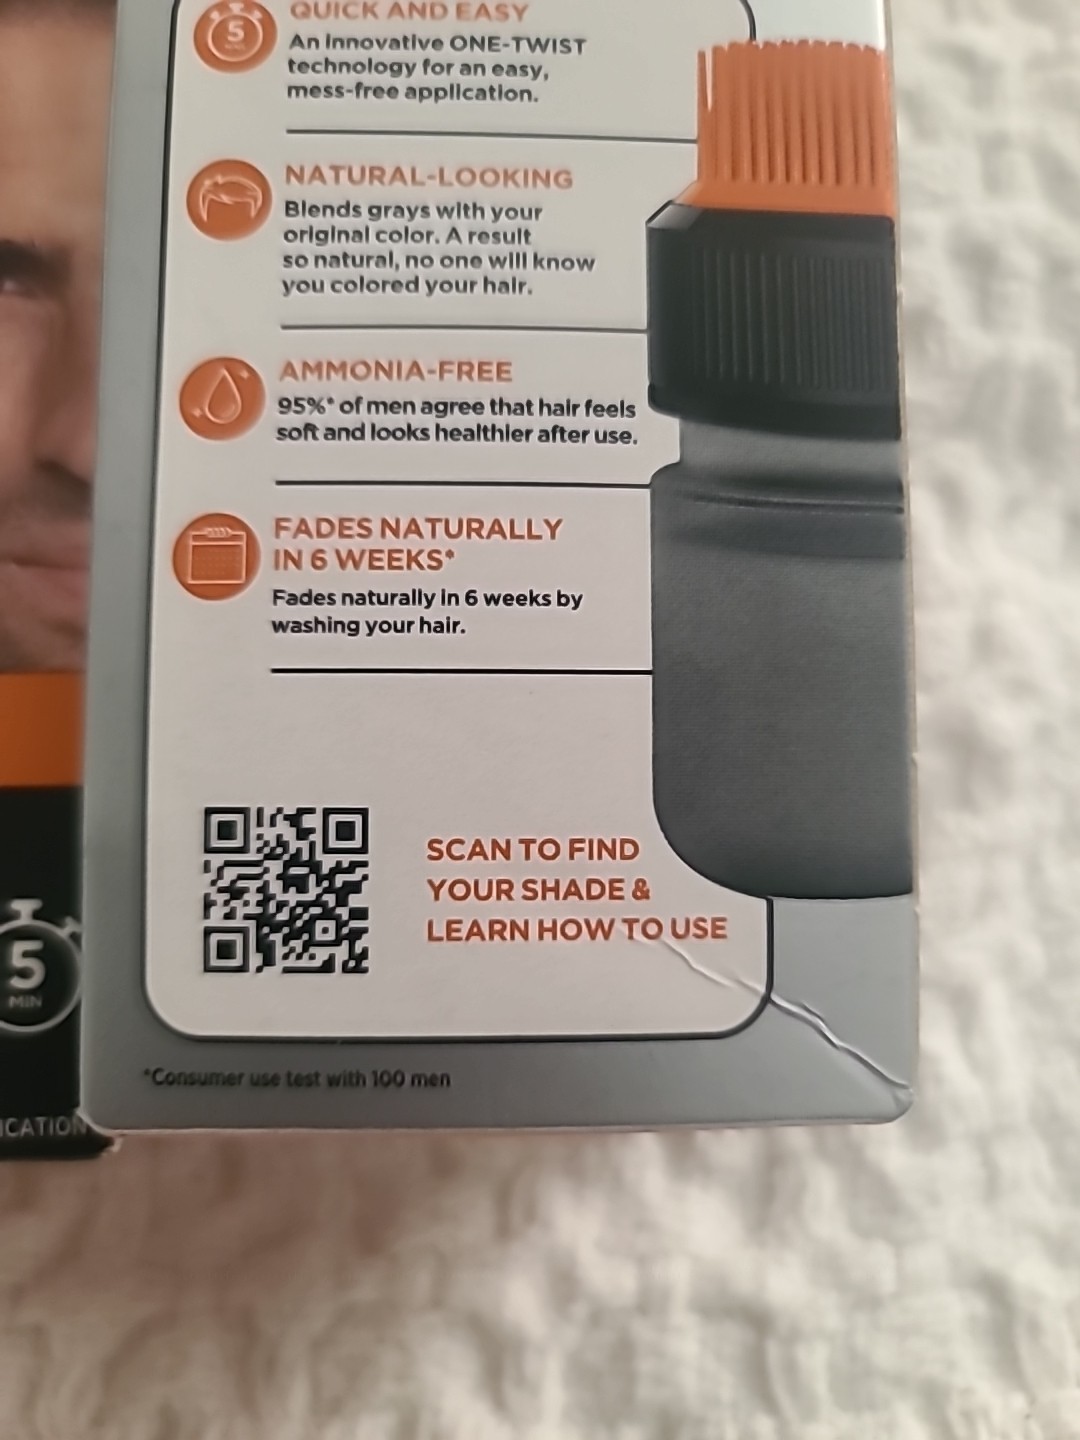 QUICK AND EASY
5
An innovative ONE-TWIST
technology for an easy,
mess-free application.
NATURAL-LOOKING
Blends grays with your
original color. A result
so natural, no one will know
you colored your hair.
AMMONIA-FREE
95%* of men agree that hair feels
soft and looks healthier after use.
FADES NATURALLY
IN 6 WEEKS*
Fades naturally in 6 weeks by
washing your hair.
SCAN TO FIND
YOUR SHADE &
LEARN HOW TO USE
*Consumer use test with 100 men
5
MIN
ICATION